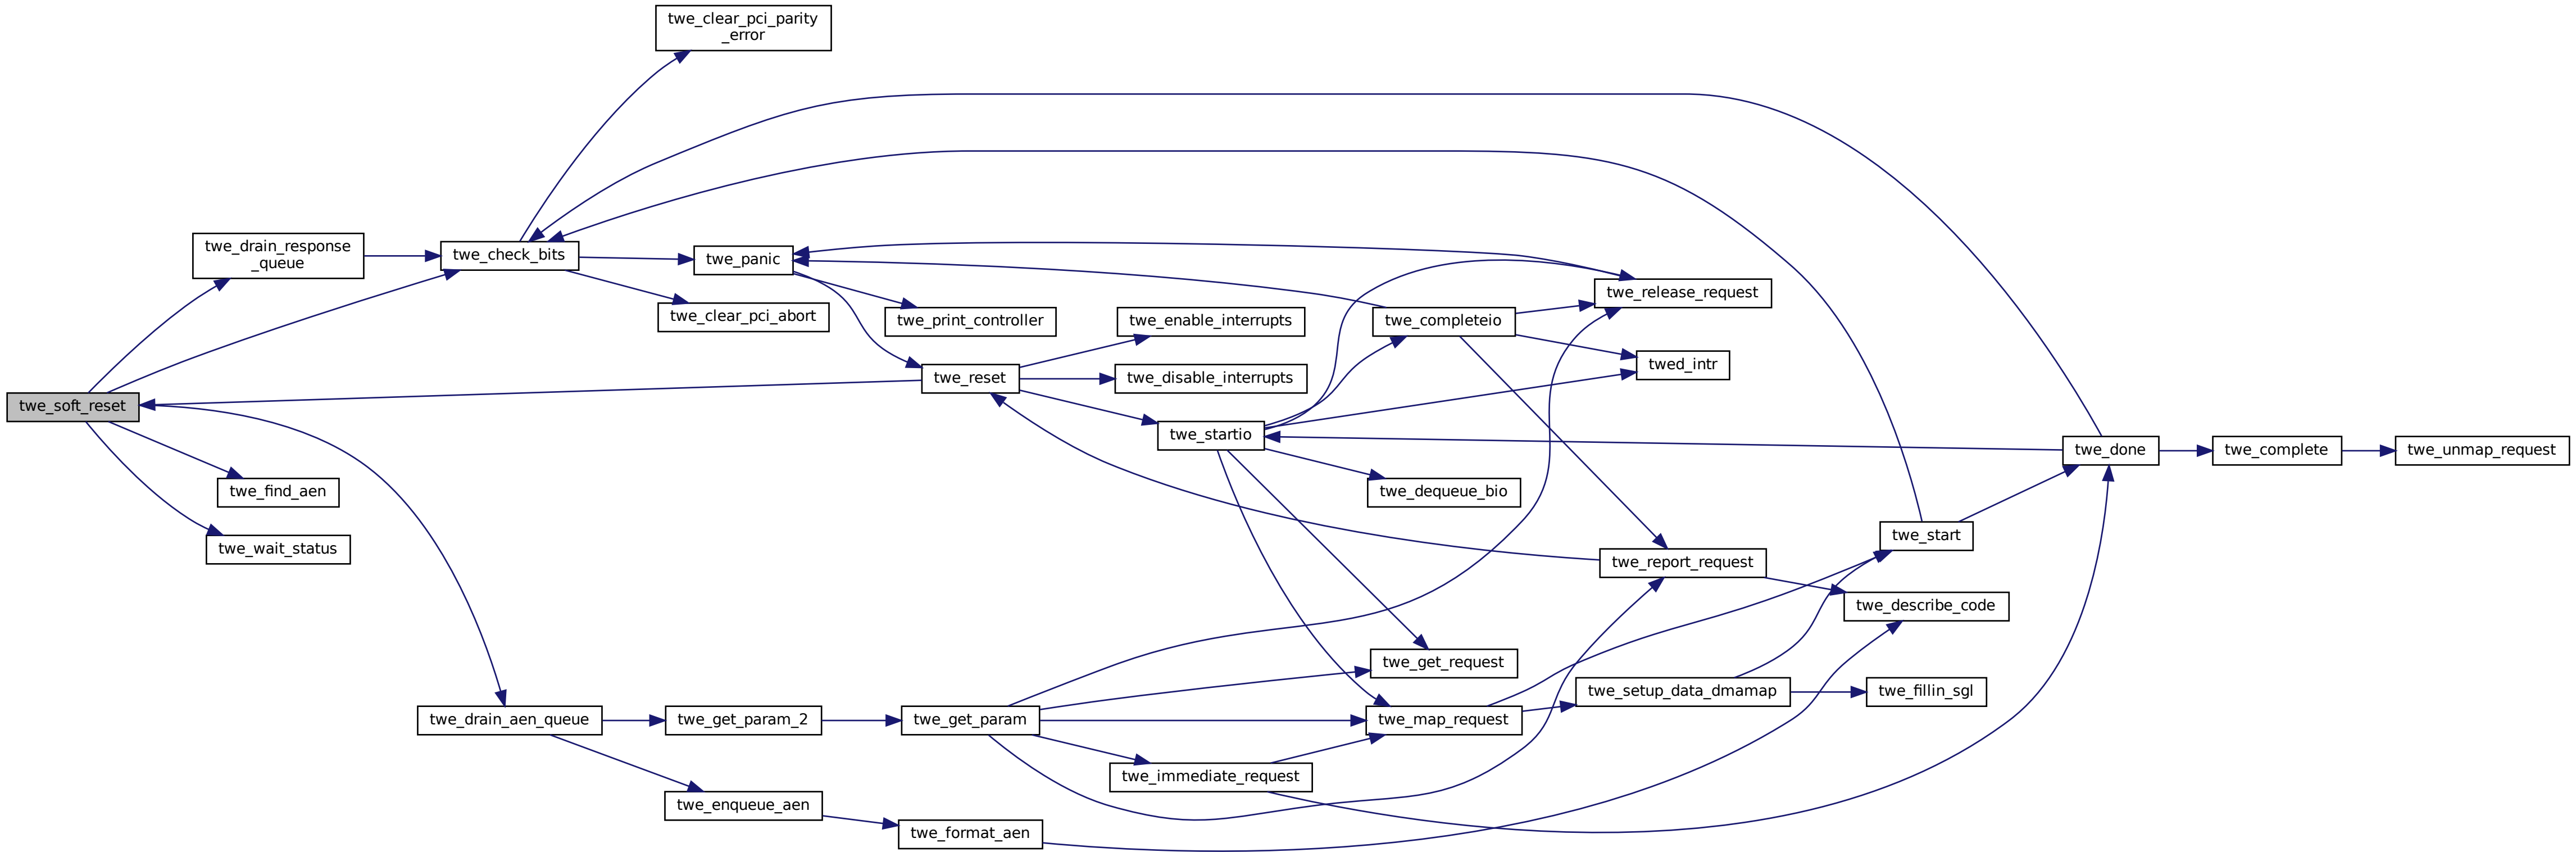 twe_clear_pci_parity
_error
twe_drain_response
_queue
twe_check_bits
twe_panic
twe_clear_pci_abort
twe_print_controller
twe_enable_interrupts
twe_completeio
twe_release_request
twe_soft_reset
twe_reset
twe_disable_interrupts
twed_intr
twe_startio
twe_done
twe_complete
twe_unmap_request
twe_find_aen
twe_dequeue_bio
twe_wait_status
twe_start
twe_report_request
twe_describe_code
twe_get_request
twe_setup_data_dmamap
twe_fillin_sgl
twe_drain_aen_queue
twe_get_param_2
twe_get_param
twe_map_request
twe_immediate_request
twe_enqueue_aen
twe_format_aen